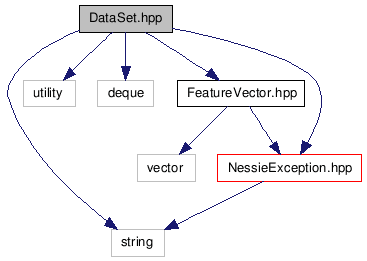 DataSet.hpp
utility
deque
FeatureVector.hpp
vector
NessieException.hpp
string